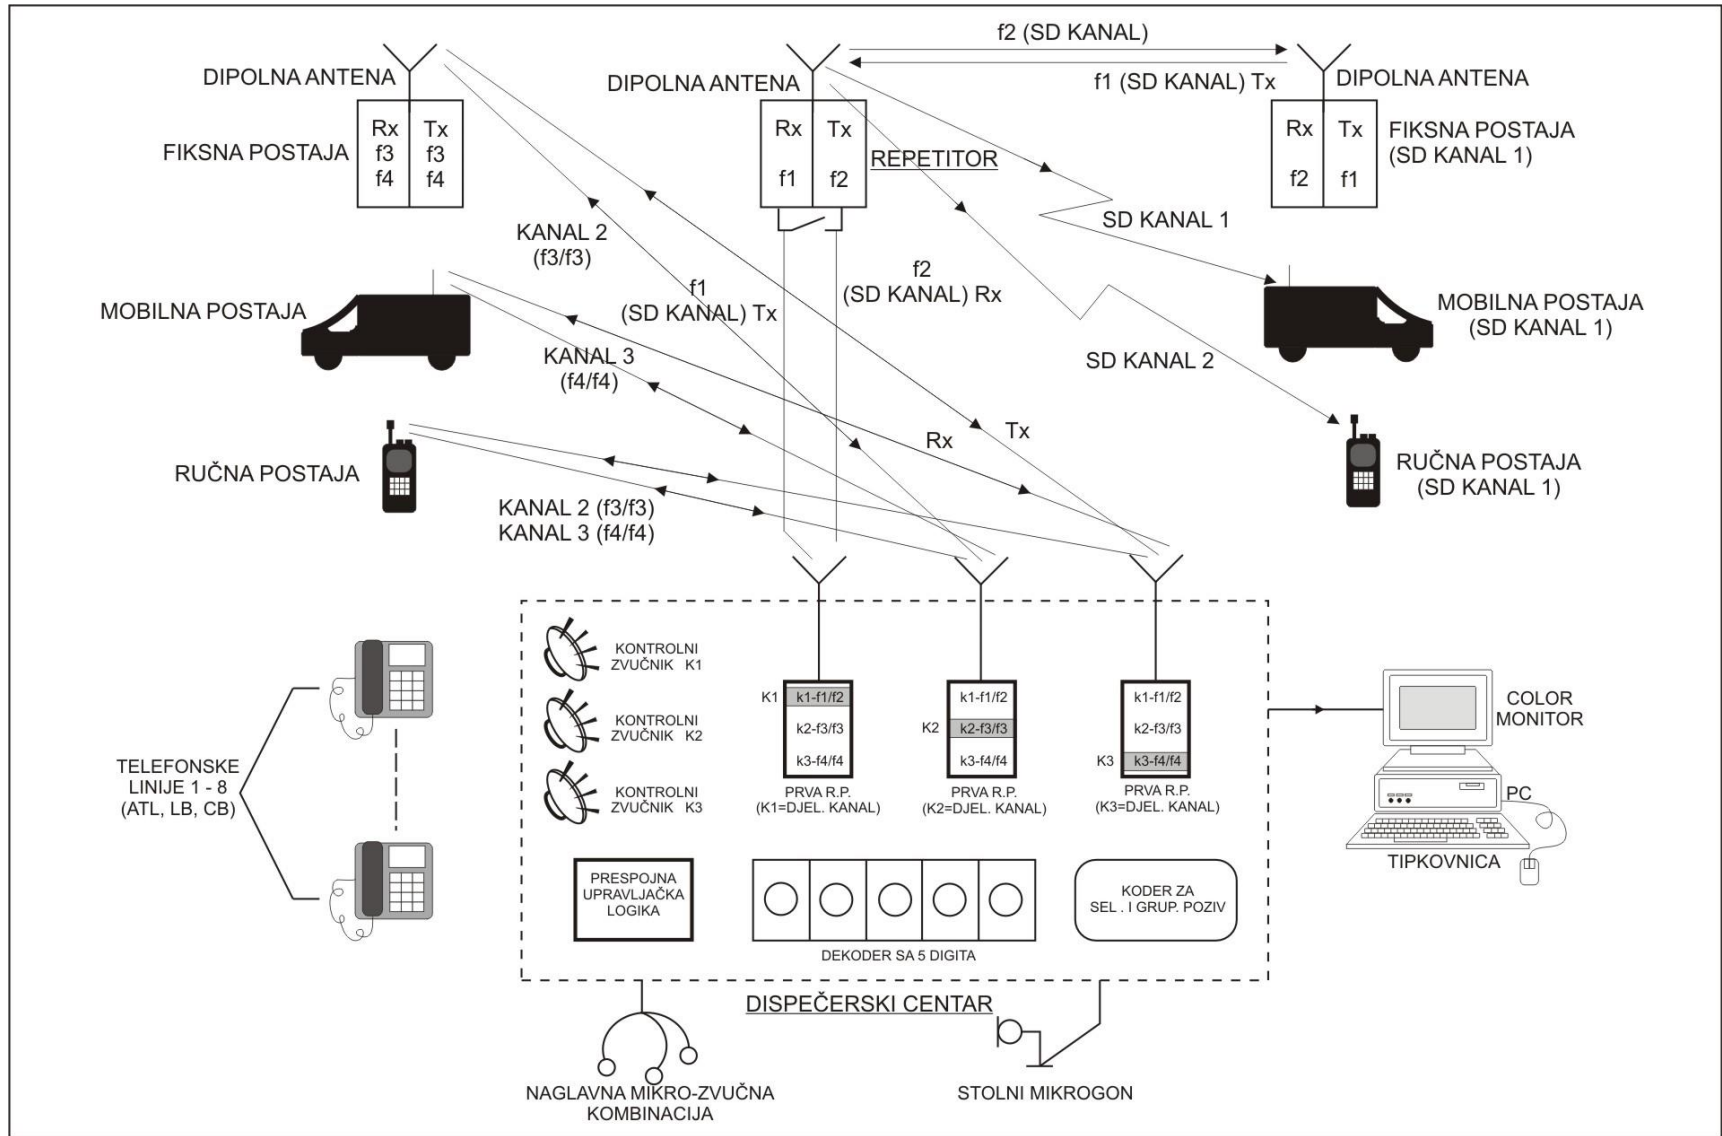 f2 (SD KANAL)
DIPOLNA ANTENA
DIPOLNA ANTENA
f1 (SD KANAL) Tx
DIPOLNA ANTENA
FIKSNA POSTAJA
Rx Tx
f3 f3
f4 f4
Rx Tx
f1 f2
REPETITOR
Rx Tx
f2 f1
FIKSNA POSTAJA
(SD KANAL 1)
KANAL 2
(f3/f3)
SD KANAL 1
f1
(SD KANAL) Tx
f2
(SD KANAL) Rx
MOBILNA POSTAJA
MOBILNA POSTAJA
(SD KANAL 1)
KANAL 3
(f4/f4)
SD KANAL 2
Rx
Tx
RUČNA POSTAJA
RUČNA POSTAJA
(SD KANAL 1)
KANAL 2 (f3/f3)
KANAL 3 (f4/f4)
KONTROLNI
ZVUČNIK K1
KONTROLNI
ZVUČNIK K2
KONTROLNI
ZVUČNIK K3
K1
k1-f1/f2
k2-f3/f3
k3-f4/f4
PRVA R.P.
(K1=DJEL. KANAL)
K2
k1-f1/f2
k2-f3/f3
k3-f4/f4
PRVA R.P.
(K2=DJEL. KANAL)
K3
k1-f1/f2
k2-f3/f3
k3-f4/f4
PRVA R.P.
(K3=DJEL. KANAL)
COLOR
MONITOR
PC
TIPKOVNICA
TELEFONSKE
LINIJE 1 - 8
(ATL, LB, CB)
PRESPOJNA
UPRAVLJAČKA
LOGIKA
DEKODER SA 5 DIGITA
KODER ZA
SEL . I GRUP. POZIV
DISPEČERSKI CENTAR
NAGLAVNA MIKRO-ZVUČNA
KOMBINACIJA
STOLNI MIKROGON